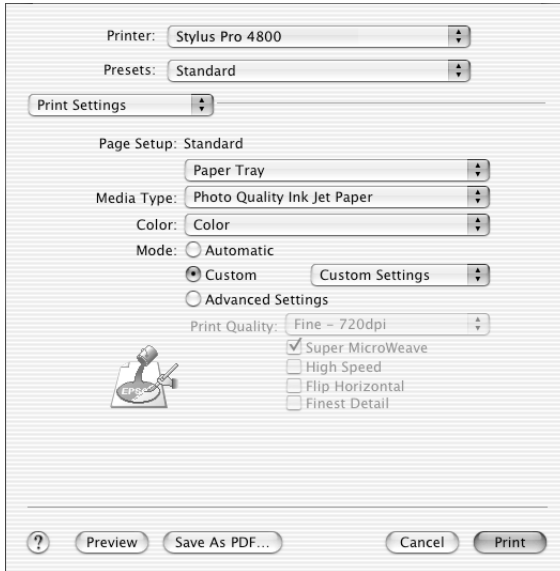 Printer: Stylus Pro 4800
Presets: Standard
Print Settings
Page Setup: Standard
Paper Tray
Media Type: Photo Quality Ink Jet Paper
Color: Color
Mode: Automatic
Custom Custom Settings
Advanced Settings
Print Quality: Fine - 720dpi
Super MicroWeave
High Speed
Flip Horizontal
Finest Detail
EPSO
? Preview Save As PDF... Cancel Print